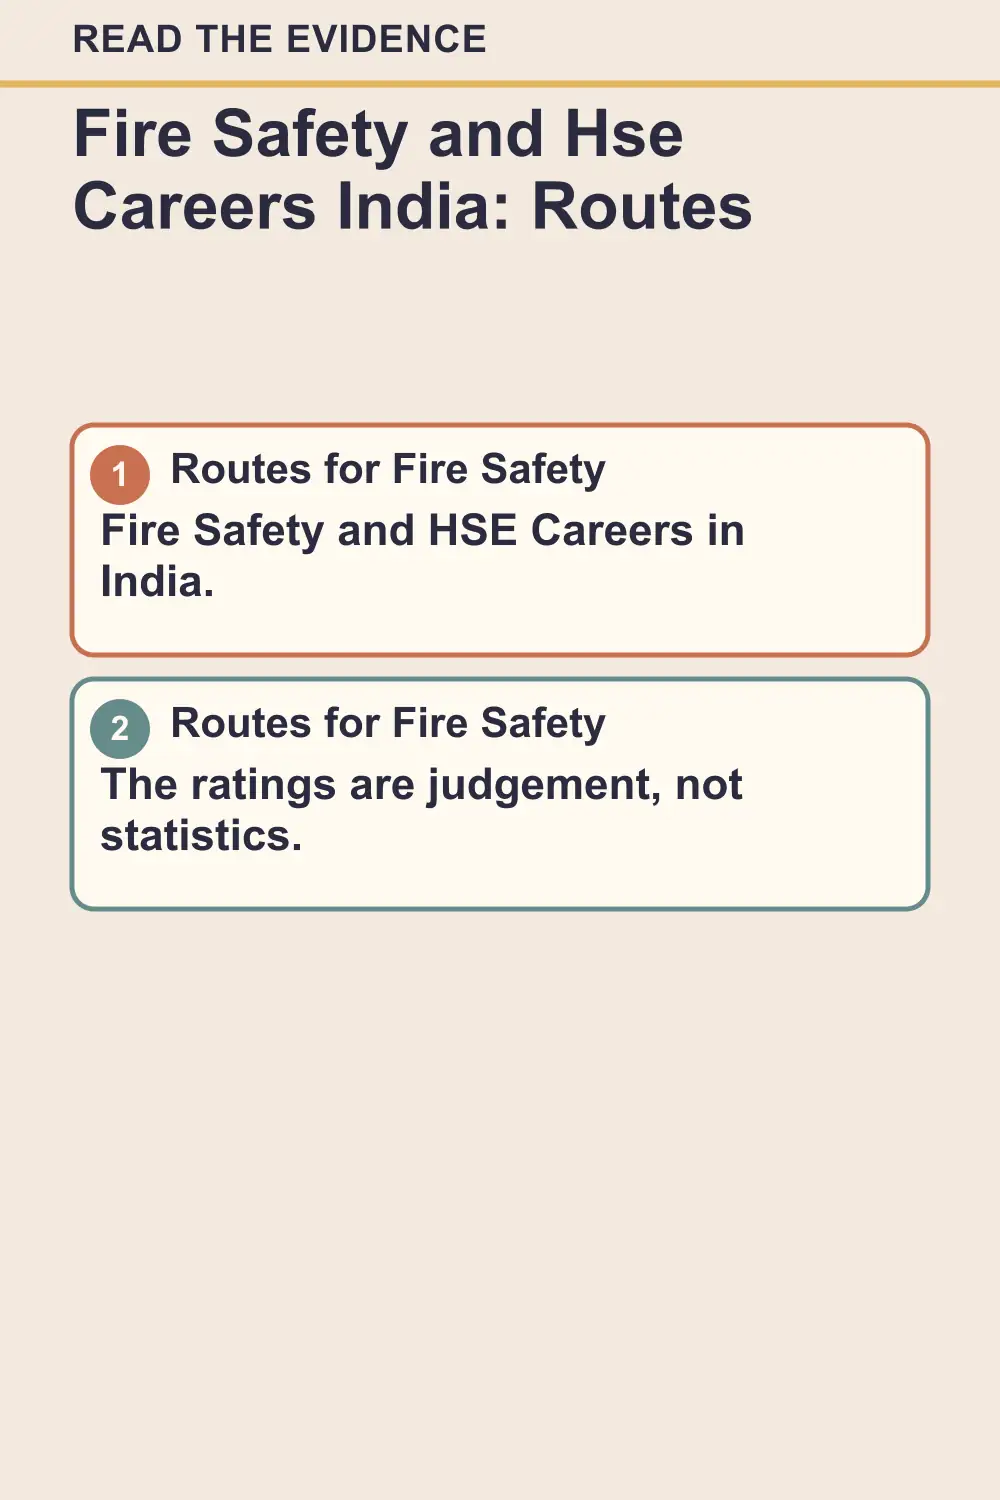 READ THE EVIDENCE
Fire Safety and Hse
Careers India: Routes
1 Routes for Fire Safety
Fire Safety and HSE Careers in
India.
2 Routes for Fire Safety
The ratings are judgement, not
statistics.